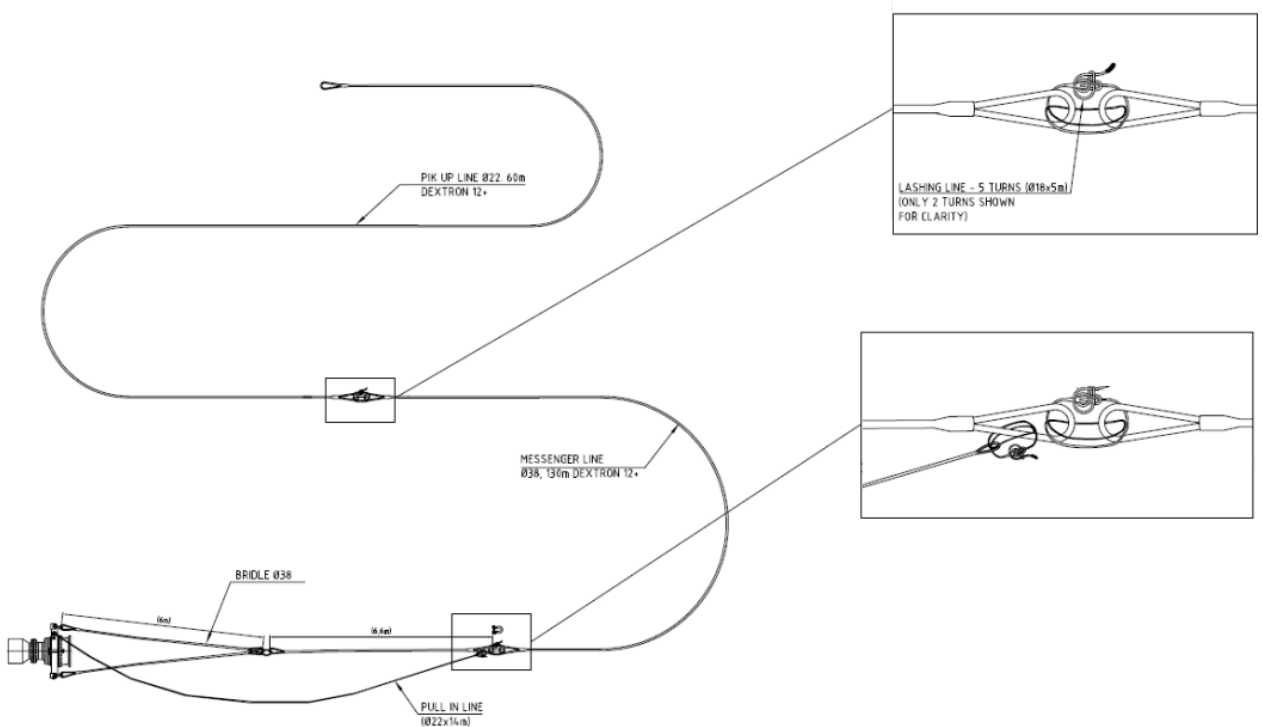 PIK UP LINE Ø22. 60m
DEXTRON 12+
LASHING LINE - 5 TURNS (Ø18x5m)
(ONLY 2 TURNS SHOWN
FOR CLARITY)
MESSENGER LINE
Ø38, 130m DEXTRON 12+
BRIDLE Ø38
(6m)
(6,6m)
PULL IN LINE
(Ø22x14m)